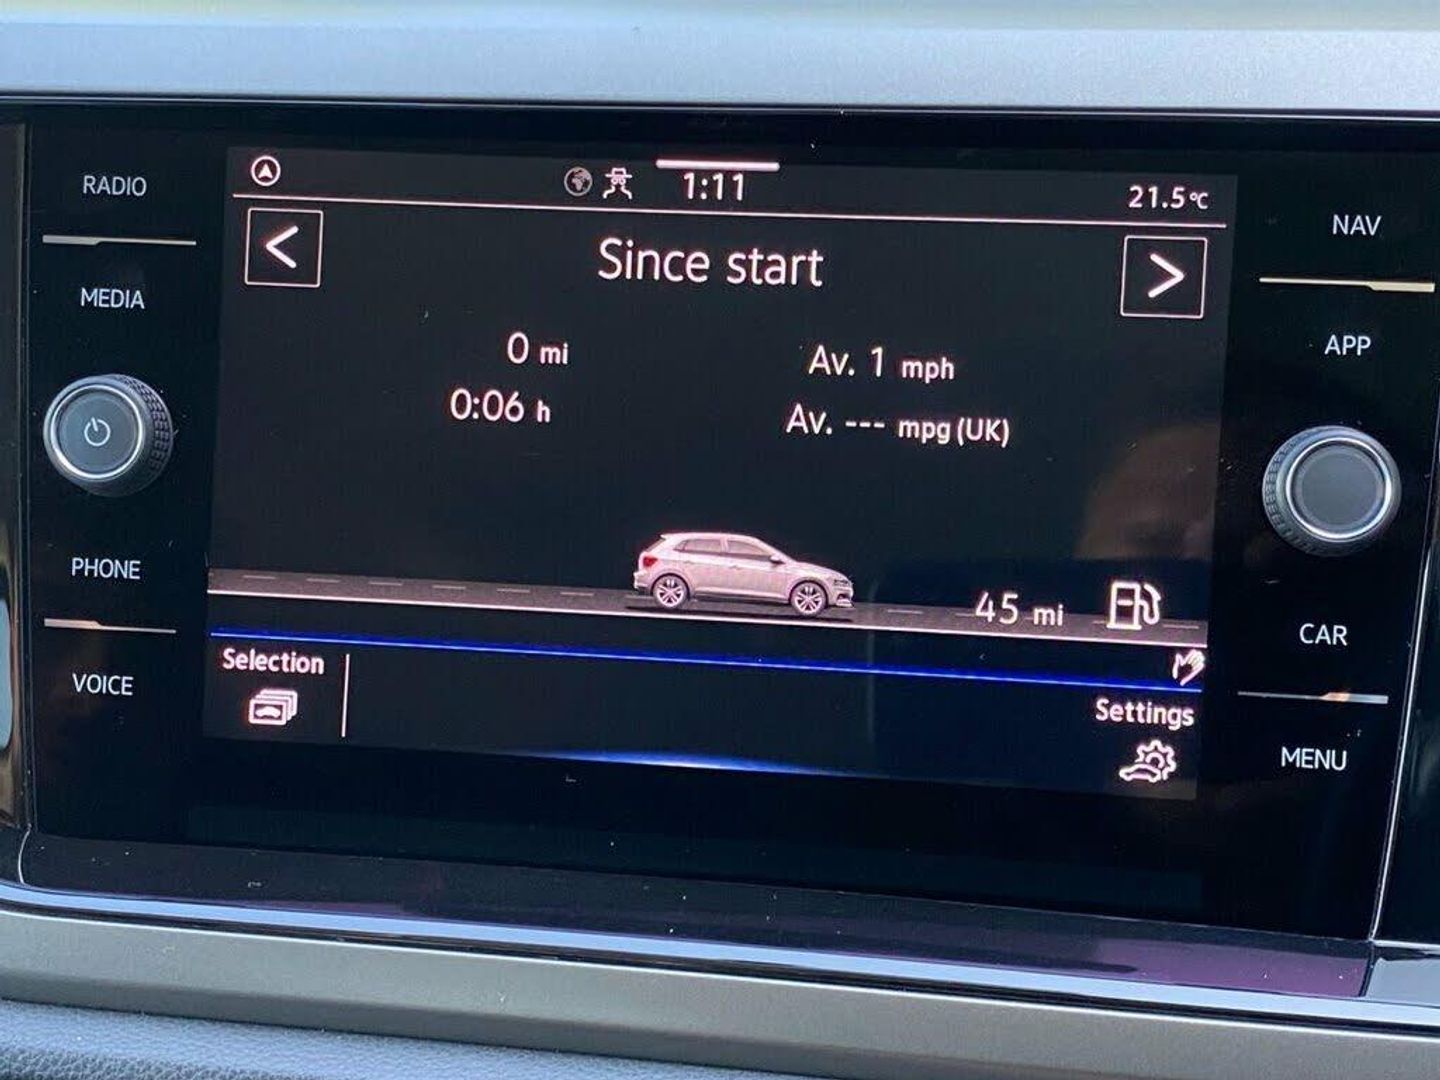 RADIO
MEDIA
PHONE
VOICE
1:11
21.5°C
<
Since start
>
0 mi
Av. 1 mph
0:06 h
Av. --- mpg (UK)
45 mi
Selection
Settings
NAV
APP
CAR
MENU